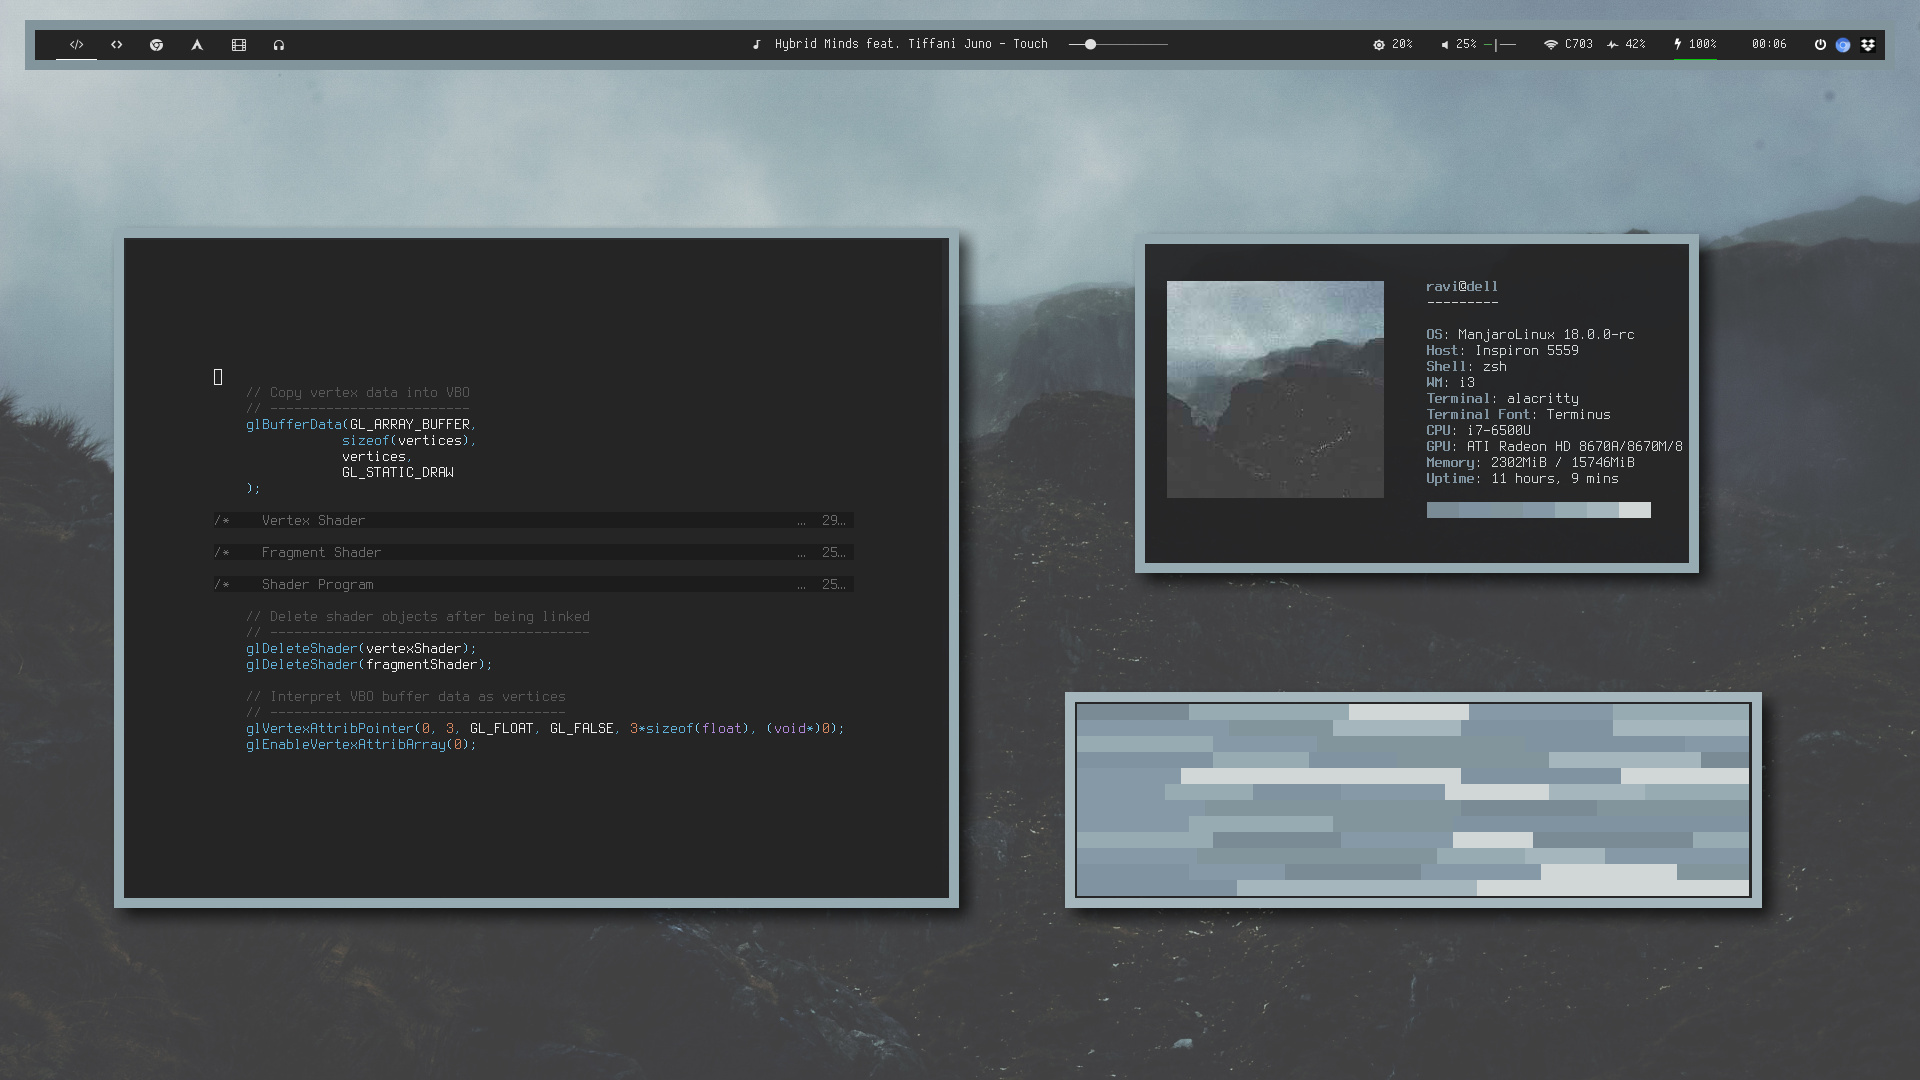 Hybrid Minds feat. Tiffani Juno - Touch
20%
25%
C703
42%
100%
00:06
// Copy vertex data into VBO
// -------------------------
glBufferData(GL_ARRAY_BUFFER,
sizeof(vertices),
vertices,
GL_STATIC_DRAW
);
/* Vertex Shader … 29…
/* Fragment Shader … 25…
/* Shader Program … 25…
// Delete shader objects after being linked
// ----------------------------------------
glDeleteShader(vertexShader);
glDeleteShader(fragmentShader);
// Interpret VBO buffer data as vertices
// -------------------------------------
glVertexAttribPointer(0, 3, GL_FLOAT, GL_FALSE, 3*sizeof(float), (void*)0);
glEnableVertexAttribArray(0);
ravi@dell
---------
OS: ManjaroLinux 18.0.0-rc
Host: Inspiron 5559
Shell: zsh
WM: i3
Terminal: alacritty
Terminal Font: Terminus
CPU: i7-6500U
GPU: ATI Radeon HD 8670A/8670M/8
Memory: 2302MiB / 15746MiB
Uptime: 11 hours, 9 mins